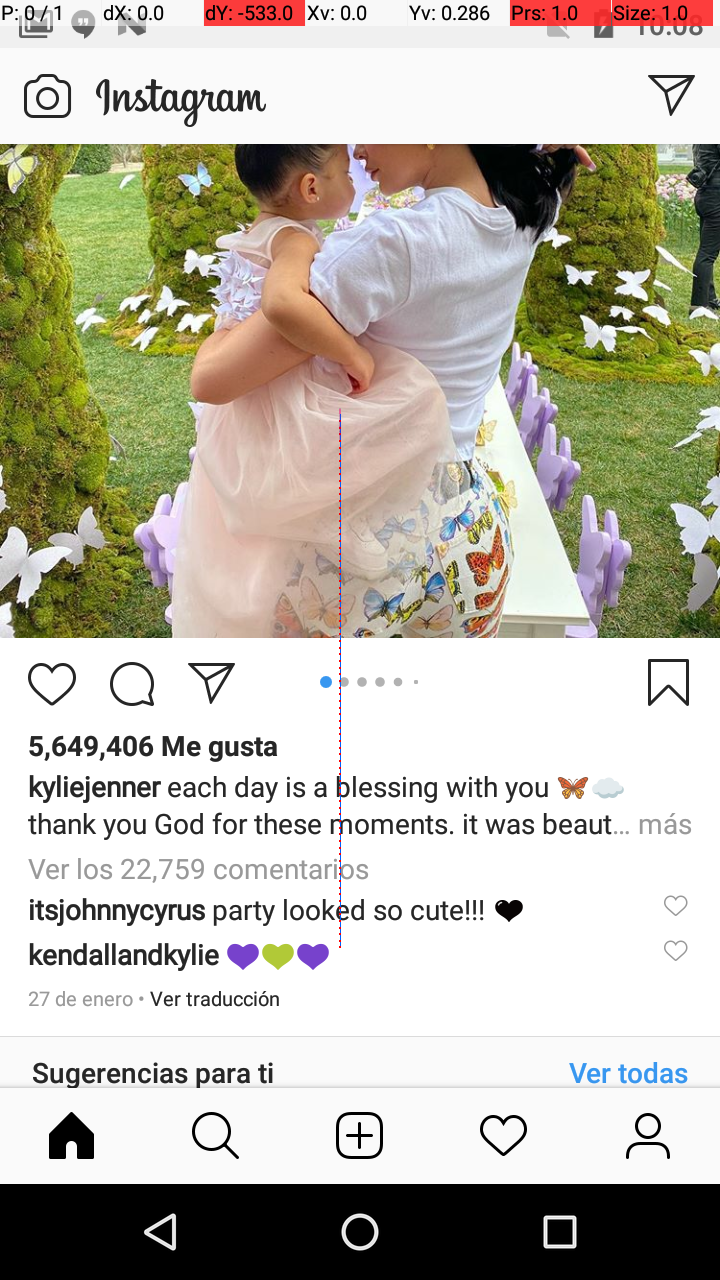 P: 0 / 1 dX: 0.0 dY: -533.0 Xv: 0.0 Yv: 0.286 Prs: 1.0 Size: 1.0
10:08
Instagram
5,649,406 Me gusta
kyliejenner each day is a blessing with you 🦋☁️
thank you God for these moments. it was beaut… más
Ver los 22,759 comentarios
itsjohnnycyrus party looked so cute!!! 🖤
kendallandkylie 💜💚💜
27 de enero • Ver traducción
Sugerencias para ti Ver todas